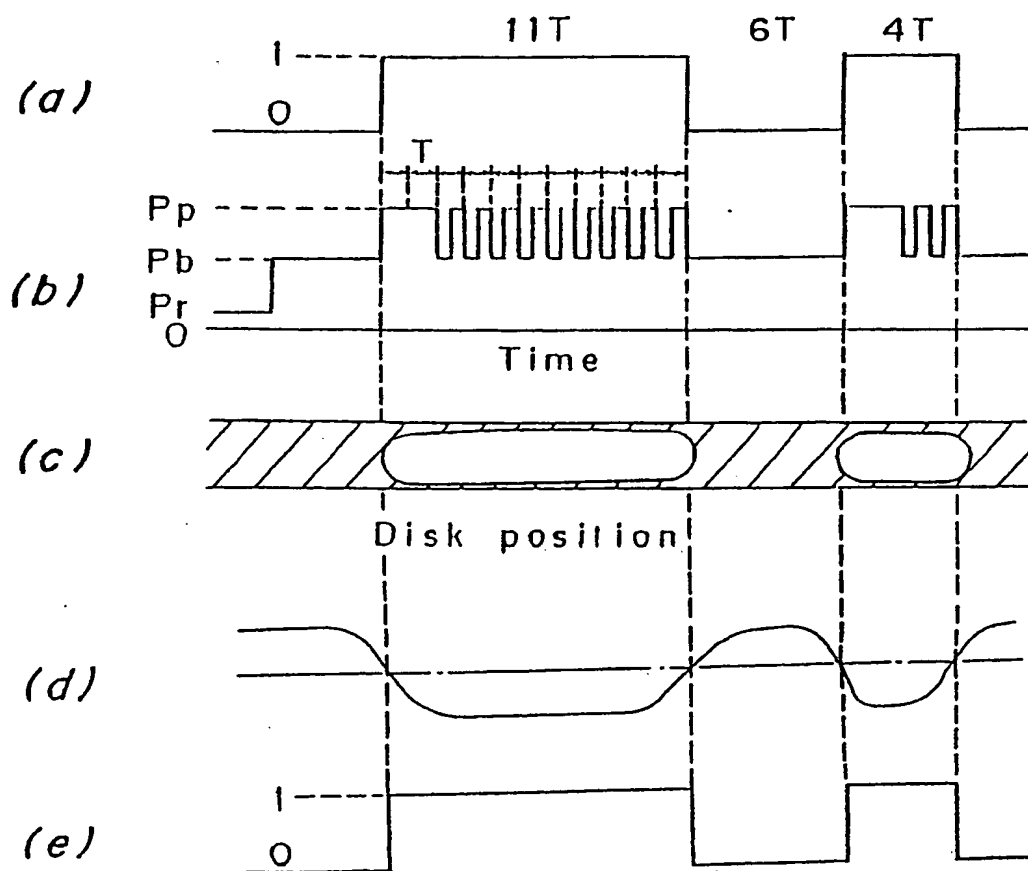 11T 6T 4T
(a) 1
0
T
Pp
Pb
(b) Pr
0
Time
(c)
Disk position
(d)
1
(e) 0